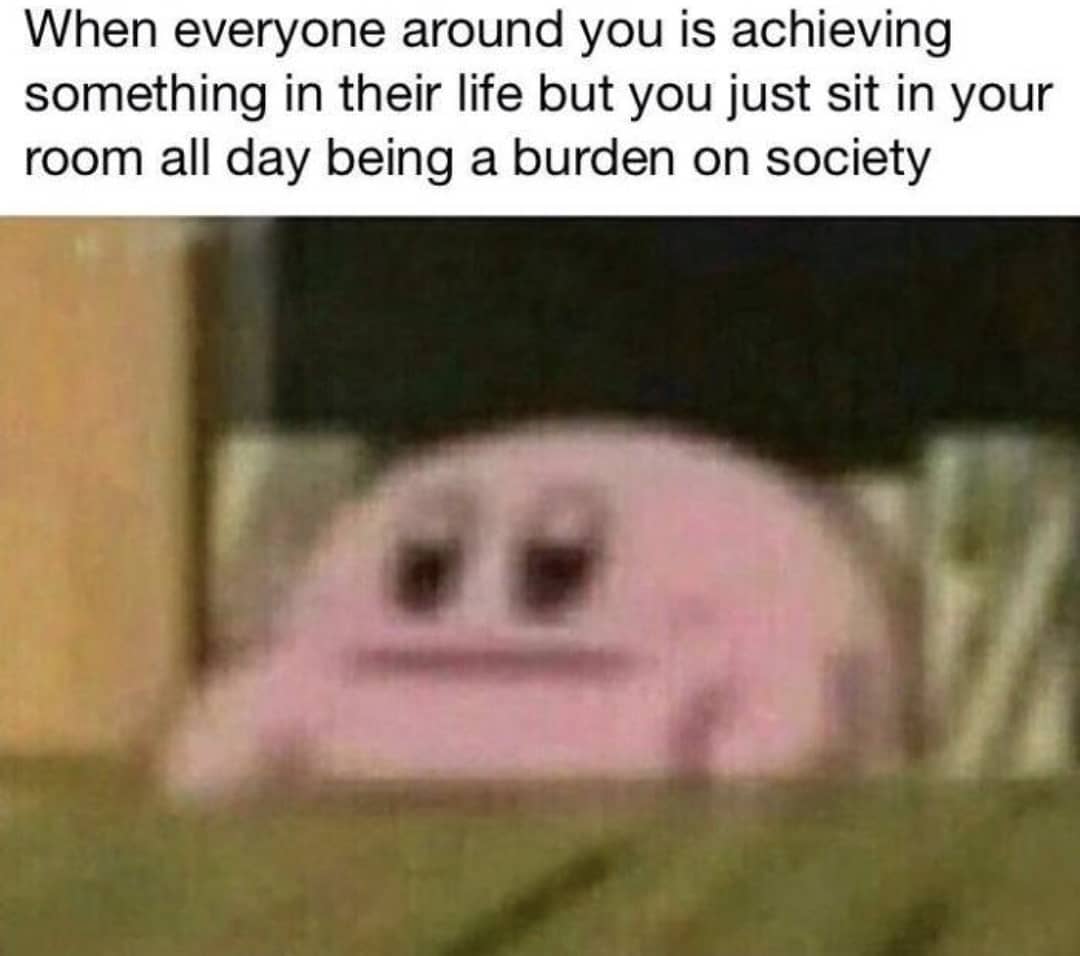 When everyone around you is achieving
something in their life but you just sit in your
room all day being a burden on society